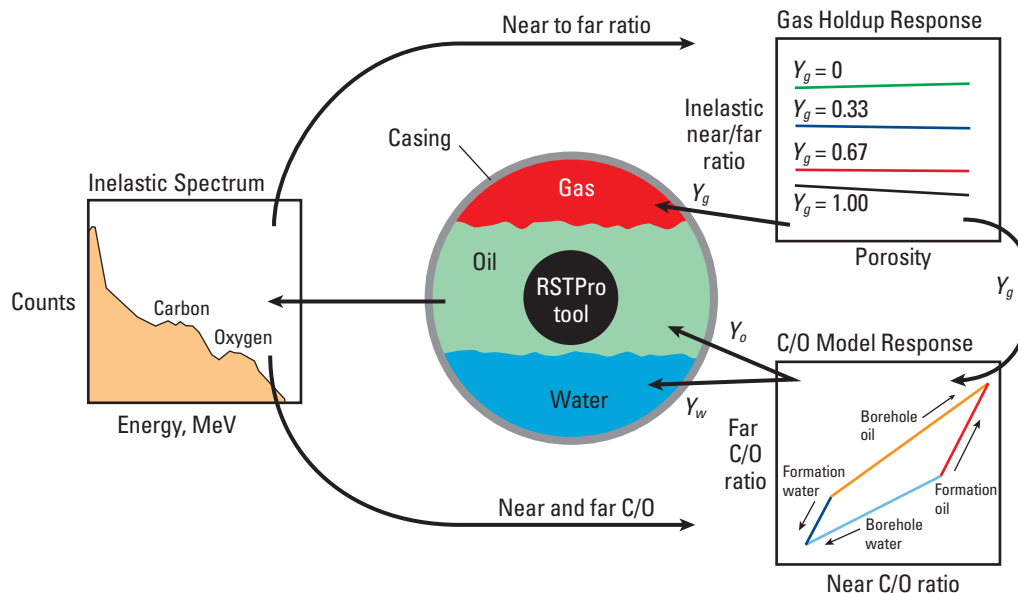 Near to far ratio
Gas Holdup Response
Yg = 0
Yg = 0.33
Yg = 0.67
Yg = 1.00
Inelastic
near/far
ratio
Porosity
Casing
Inelastic Spectrum
Counts
Carbon
Oxygen
Energy, MeV
Gas
Oil
RSTPro
tool
Water
Yg
Yg
Yo
Yw
C/O Model Response
Far
C/O
ratio
Borehole
oil
Formation
water
Formation
oil
Borehole
water
Near C/O ratio
Near and far C/O